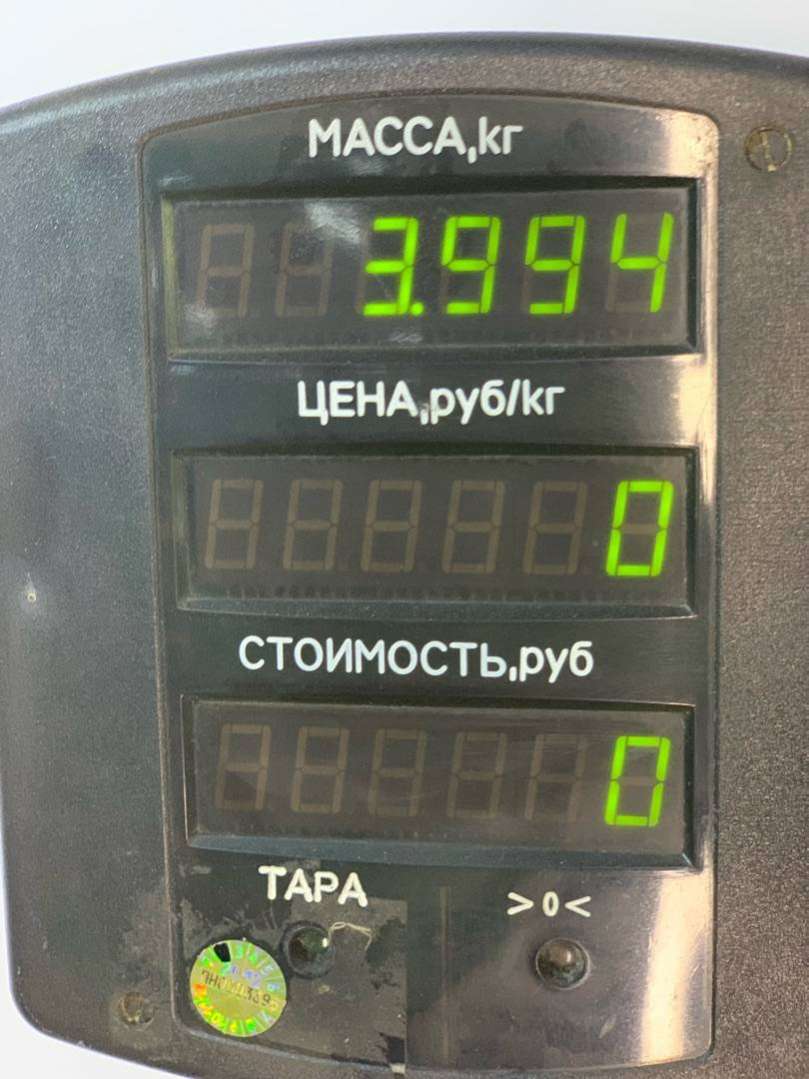 МАССА,кг
3.994
ЦЕНА,руб/кг
0
СТОИМОСТЬ,руб
0
ТАРА >0<